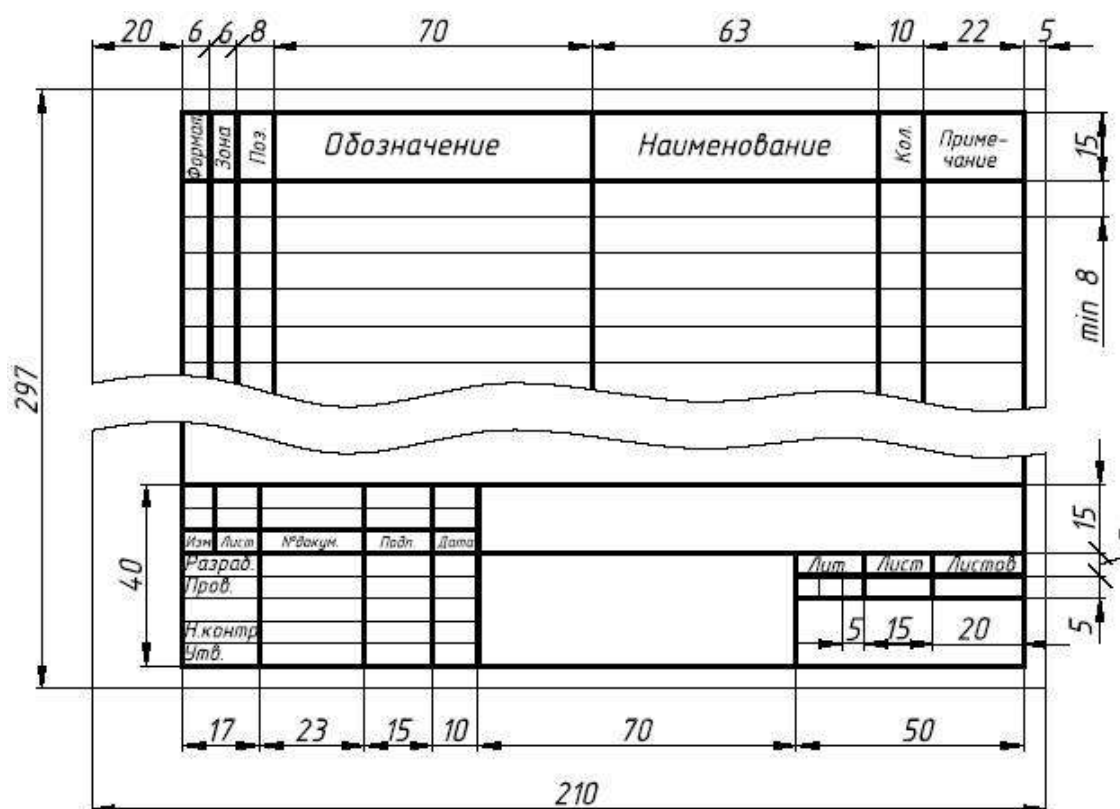 20 6 6 8 70 63 10 22 5
Формат
Зона
Поз.
Обозначение
Наименование
Кол.
Приме-
чание
15
min 8
297
40
15
5
Изм Лист №докум. Подп. Дата
Разраб.
Пров.
Н.контр
Утв.
Лит. Лист Листов
5 15 20
17 23 15 10 70 50
210